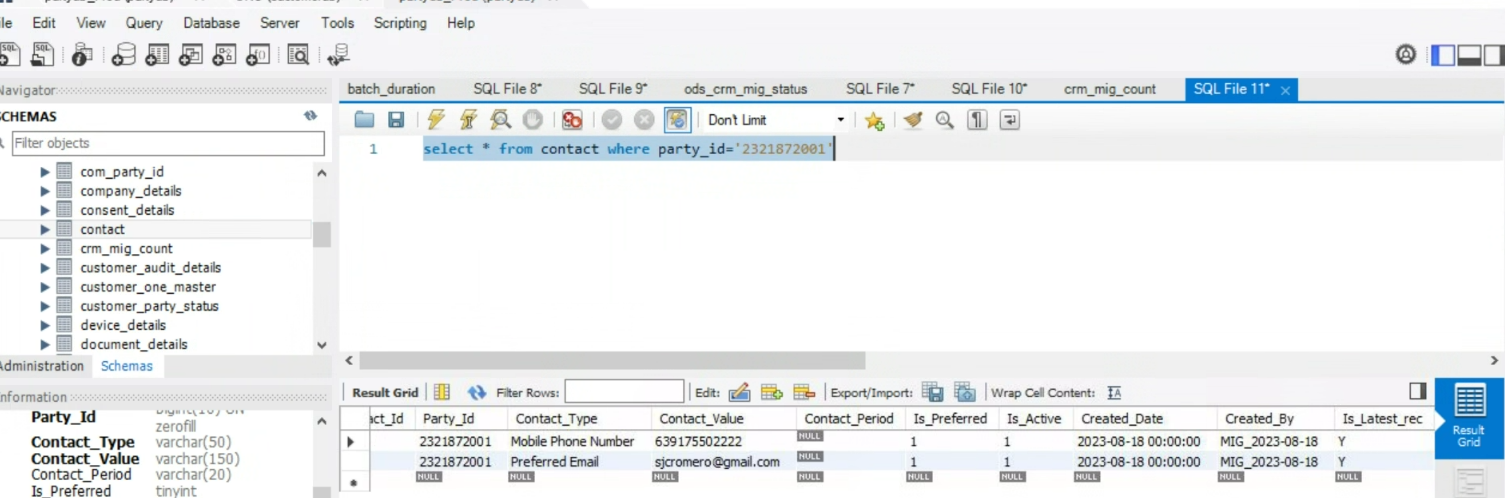 File Edit View Query Database Server Tools Scripting Help
Navigator
SCHEMAS
Filter objects
com_party_id
company_details
consent_details
contact
crm_mig_count
customer_audit_details
customer_one_master
customer_party_status
device_details
document_details
Administration Schemas
Information
Party_Id
zerofill
Contact_Type varchar(50)
Contact_Value varchar(150)
Contact_Period varchar(20)
Is_Preferred tinyint
batch_duration SQL File 8* SQL File 9* ods_crm_mig_status SQL File 7* SQL File 10* crm_mig_count SQL File 11* ×
Don't Limit
1 select * from contact where party_id='2321872001'
Result Grid Filter Rows: Edit: Export/Import: Wrap Cell Content:
act_Id Party_Id Contact_Type Contact_Value Contact_Period Is_Preferred Is_Active Created_Date Created_By Is_Latest_rec
2321872001 Mobile Phone Number 639175502222 NULL 1 1 2023-08-18 00:00:00 MIG_2023-08-18 Y
2321872001 Preferred Email sjcromero@gmail.com NULL 1 1 2023-08-18 00:00:00 MIG_2023-08-18 Y
NULL NULL NULL NULL NULL NULL NULL NULL NULL
Result
Grid